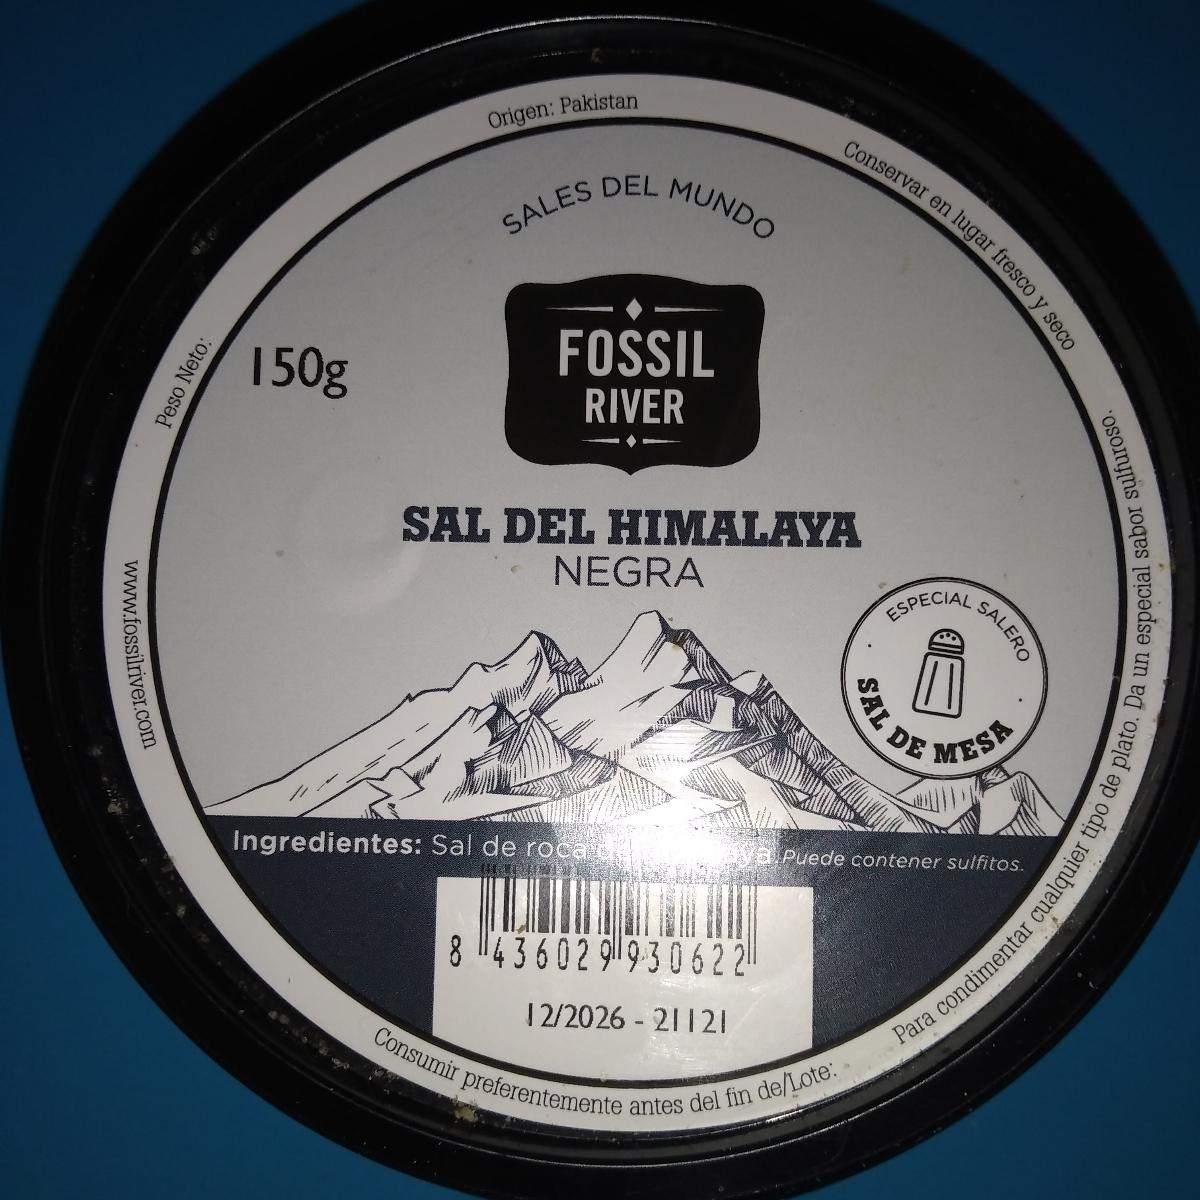 Origen: Pakistan
Conservar en lugar fresco y seco
SALES DEL MUNDO
FOSSIL
RIVER
Peso Neto:
150g
SAL DEL HIMALAYA
NEGRA
ESPECIAL SALERO
SAL DE MESA
www.fossilriver.com
Para condimentar cualquier tipo de plato. Da un especial sabor sulfuroso.
Ingredientes: Sal de roca Puede contener sulfitos.
8 436029 930622
12/2026 - 21121
Consumir preferentemente antes del fin de/Lote: